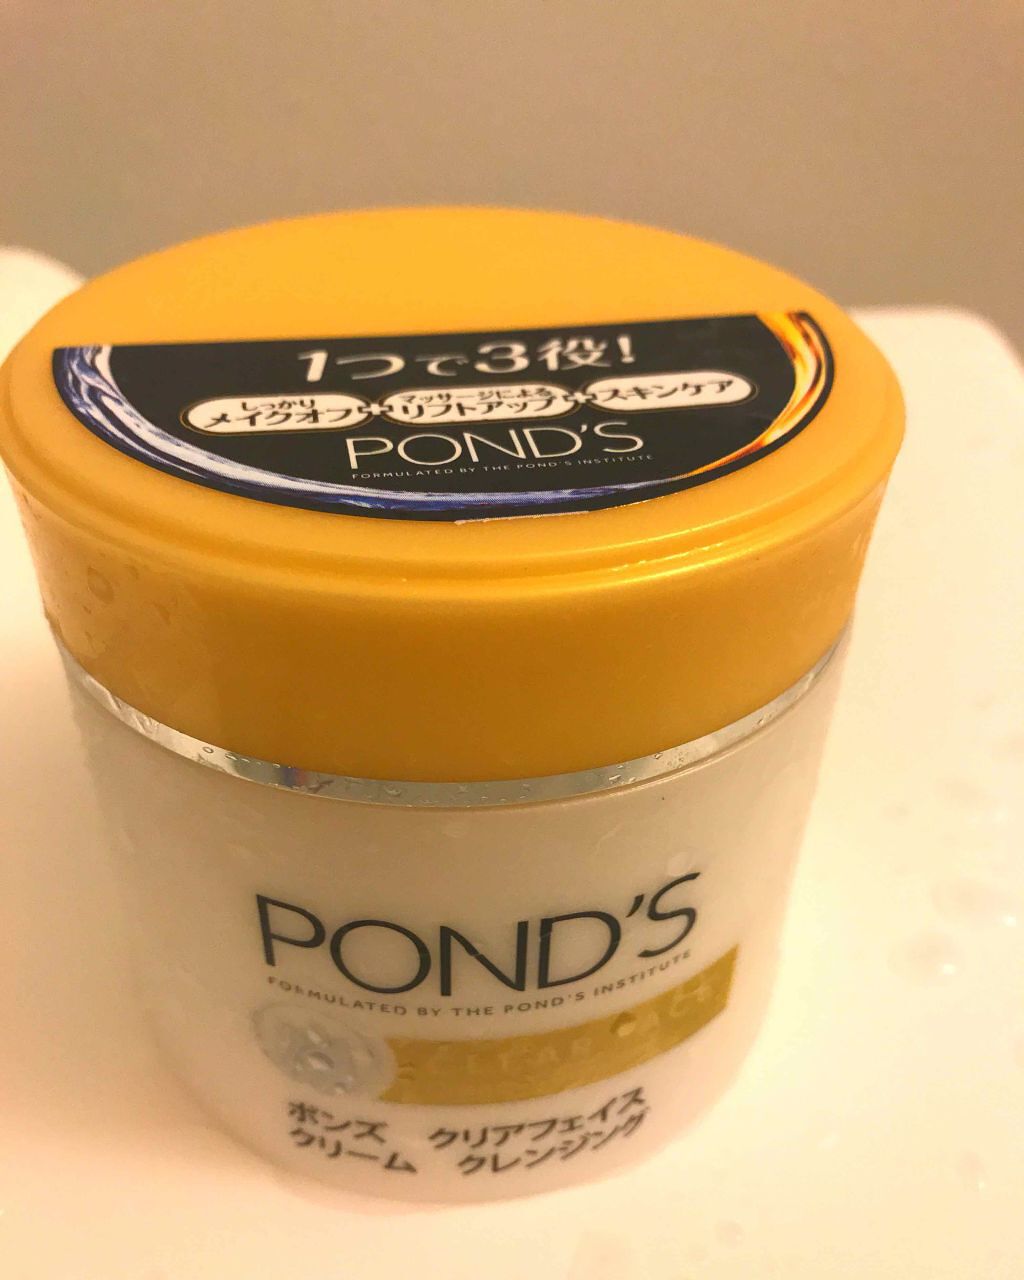 1つで3役!
しっかり
メイクオフ+
マッサージによる
リフトアップ+
スキンケア
POND'S
FORMULATED BY THE POND'S INSTITUTE
POND'S
FORMULATED BY THE POND'S INSTITUTE
CLEAR
ポンズ クリアフェイス
クリーム クレンジング